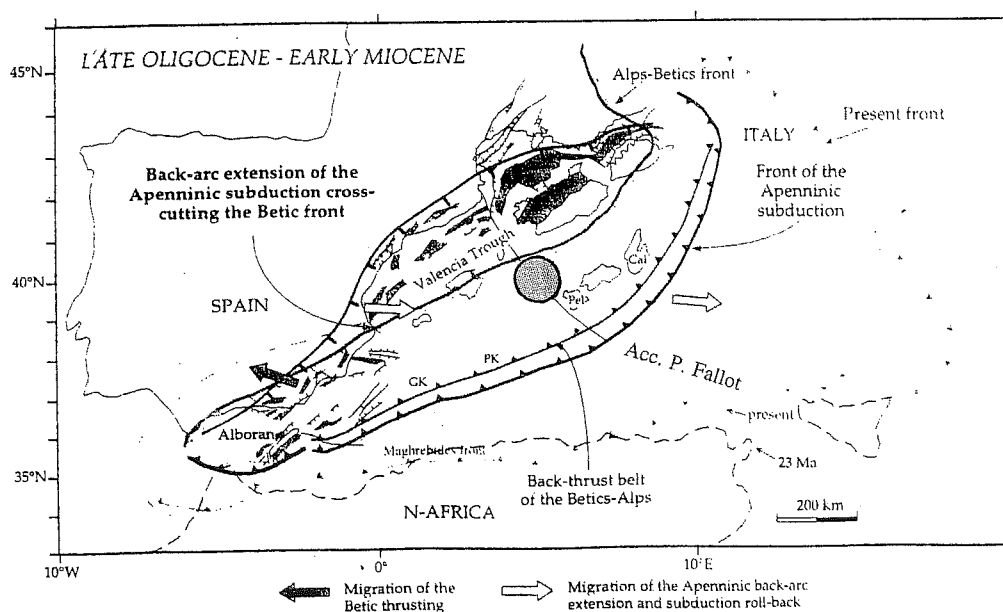 LATE OLIGOCENE - EARLY MIOCENE
45°N
Alps-Betics front
ITALY
Present front
Back-arc extension of the
Apenninic subduction cross-
cutting the Betic front
Front of the
Apenninic
subduction
Valencia Trough
Cal
40°N
SPAIN
Pela
PK
GK
Acc. P. Fallot
present
Alboran
Maghrebides front
23 Ma
35°N
Back-thrust belt
of the Betics-Alps
N-AFRICA
200 km
10°W
0°
10°E
Migration of the
Betic thrusting
Migration of the Apenninic back-arc
extension and subduction roll-back